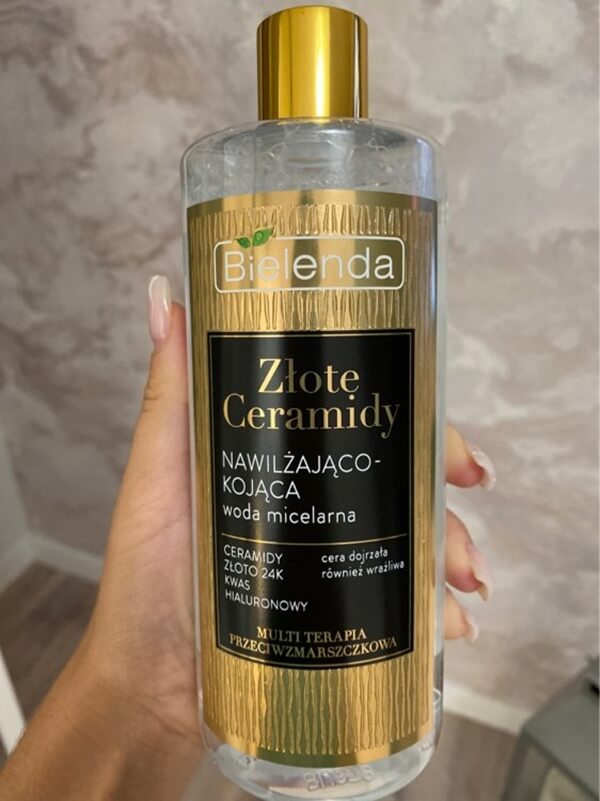 Bielenda
Złote
Ceramidy
NAWILŻAJĄCO-
KOJĄCA
woda micelarna
CERAMIDY
ZŁOTO 24K
KWAS
HIALURONOWY
cera dojrzała
również wrażliwa
MULTI TERAPIA
PRZECIWZMARSZCZKOWA